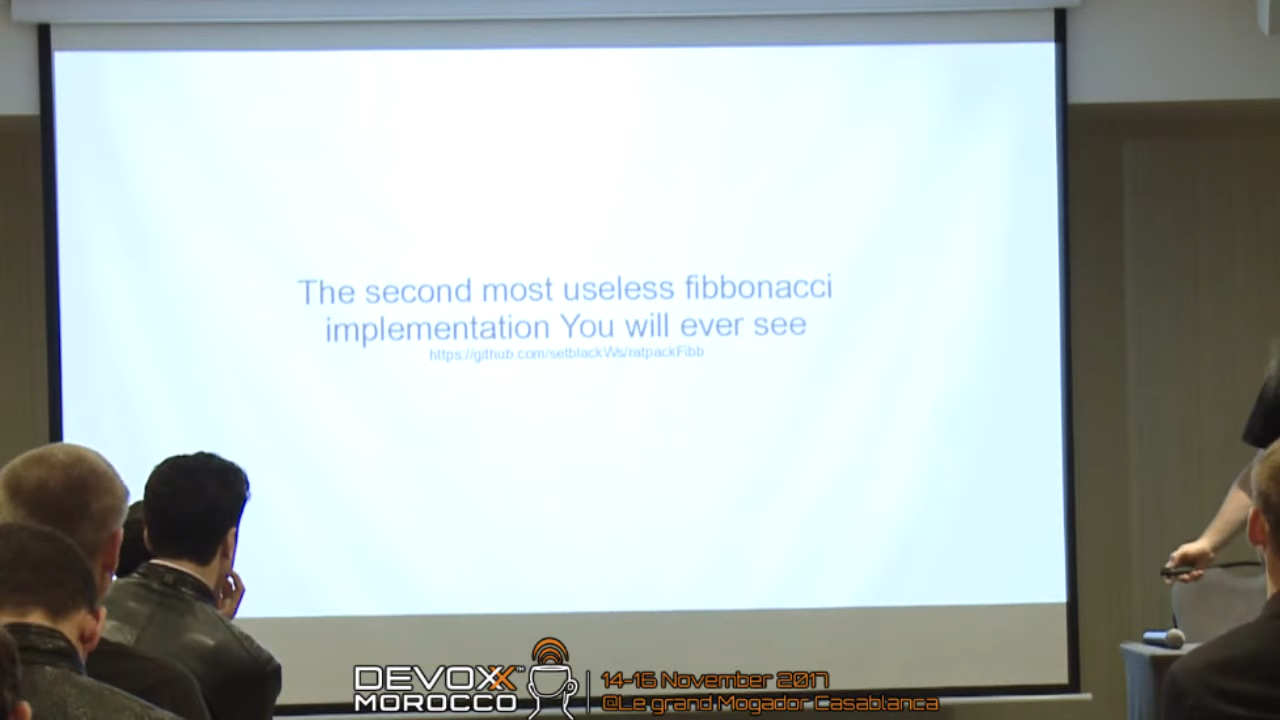 The second most useless fibbonacci
implementation You will ever see
https://github.com/setblackWs/ratpackFibb
DEVOXX™
MOROCCO
14-16 November 2017
@Le grand Mogador Casablanca